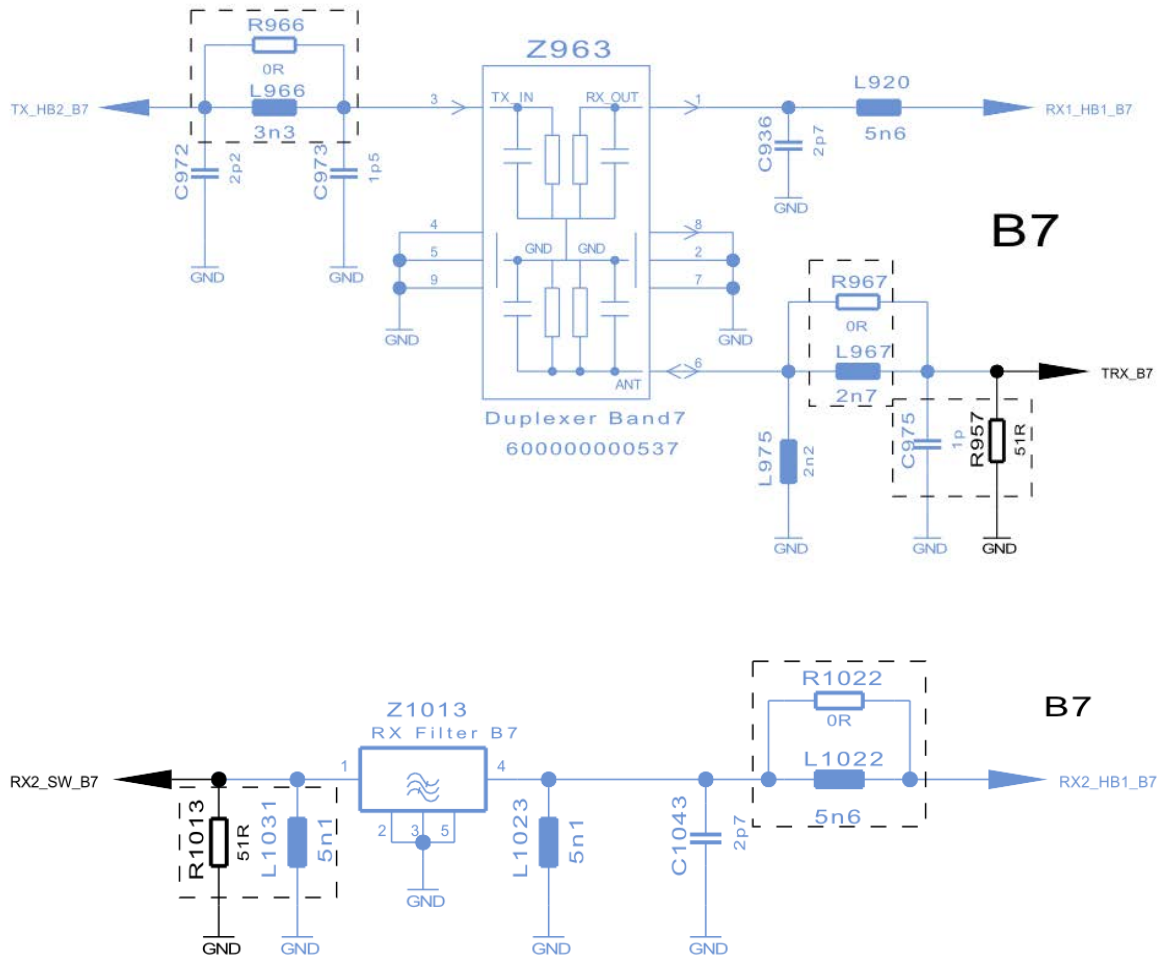 R966
0R
L966
3n3
TX_HB2_B7
C972
2p2
C973
1p5
GND
GND
Z963
3
TX_IN
RX_OUT
1
4
5
9
GND
GND
8
2
7
GND
GND
6
ANT
Duplexer Band7
600000000537
L920
5n6
RX1_HB1_B7
C936
2p7
GND
B7
R967
0R
L967
2n7
TRX_B7
L975
2n2
C975
1p
R957
51R
GND
GND
GND
Z1013
RX Filter B7
RX2_SW_B7
1
4
2
3
5
GND
R1013
51R
L1031
5n1
GND
GND
L1023
5n1
GND
C1043
2p7
GND
R1022
0R
L1022
5n6
B7
RX2_HB1_B7